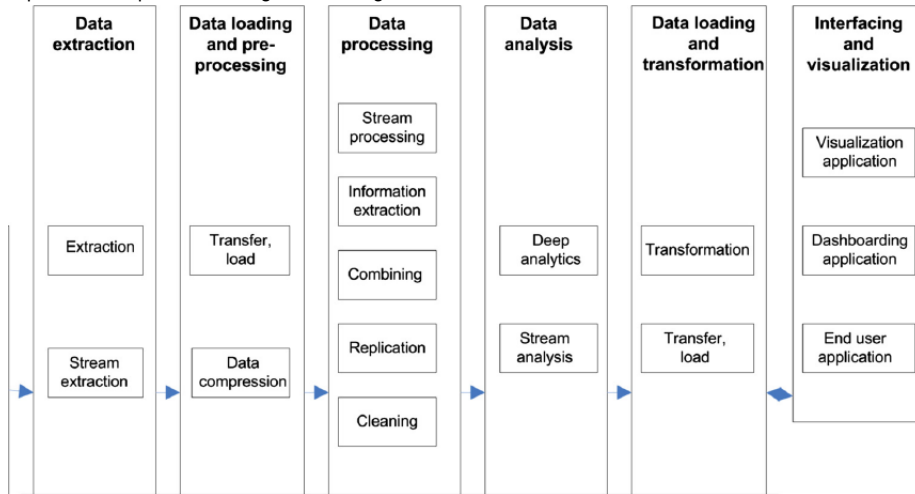 Data
extraction
Extraction
Stream
extraction
Data loading
and pre-
processing
Transfer,
load
Data
compression
Data
processing
Stream
processing
Information
extraction
Combining
Replication
Cleaning
Data
analysis
Deep
analytics
Stream
analysis
Data loading
and
transformation
Transformation
Transfer,
load
Interfacing
and
visualization
Visualization
application
Dashboarding
application
End user
application